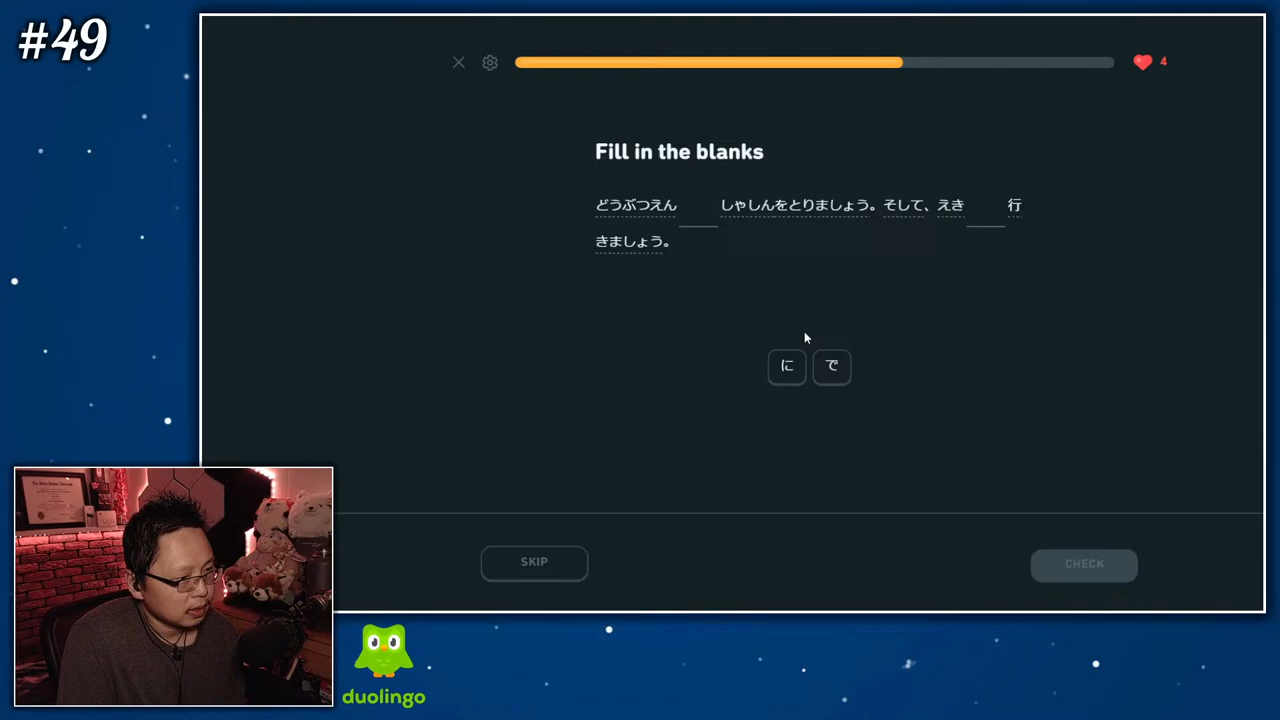 #49
4
Fill in the blanks
どうぶつえん しゃしんをとりましょう。そして、えき 行
きましょう。
に で
SKIP
CHECK
duolingo